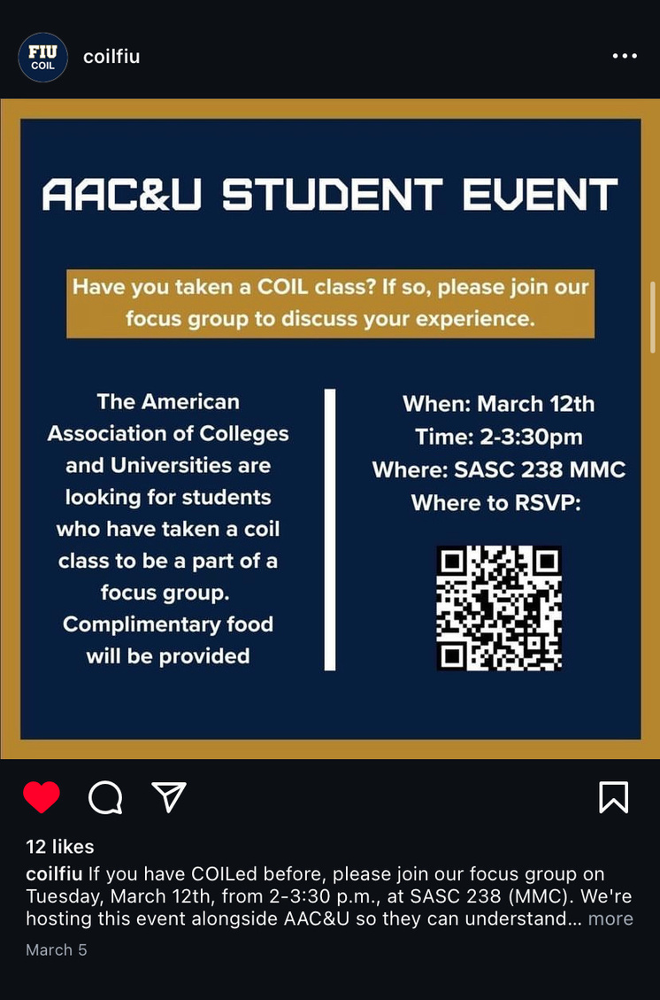 FIU
COIL
coilfiu
AAC&U STUDENT EVENT
Have you taken a COIL class? If so, please join our
focus group to discuss your experience.
The American
Association of Colleges
and Universities are
looking for students
who have taken a coil
class to be a part of a
focus group.
Complimentary food
will be provided
When: March 12th
Time: 2-3:30pm
Where: SASC 238 MMC
Where to RSVP:
12 likes
coilfiu If you have COILed before, please join our focus group on
Tuesday, March 12th, from 2-3:30 p.m., at SASC 238 (MMC). We're
hosting this event alongside AAC&U so they can understand... more
March 5